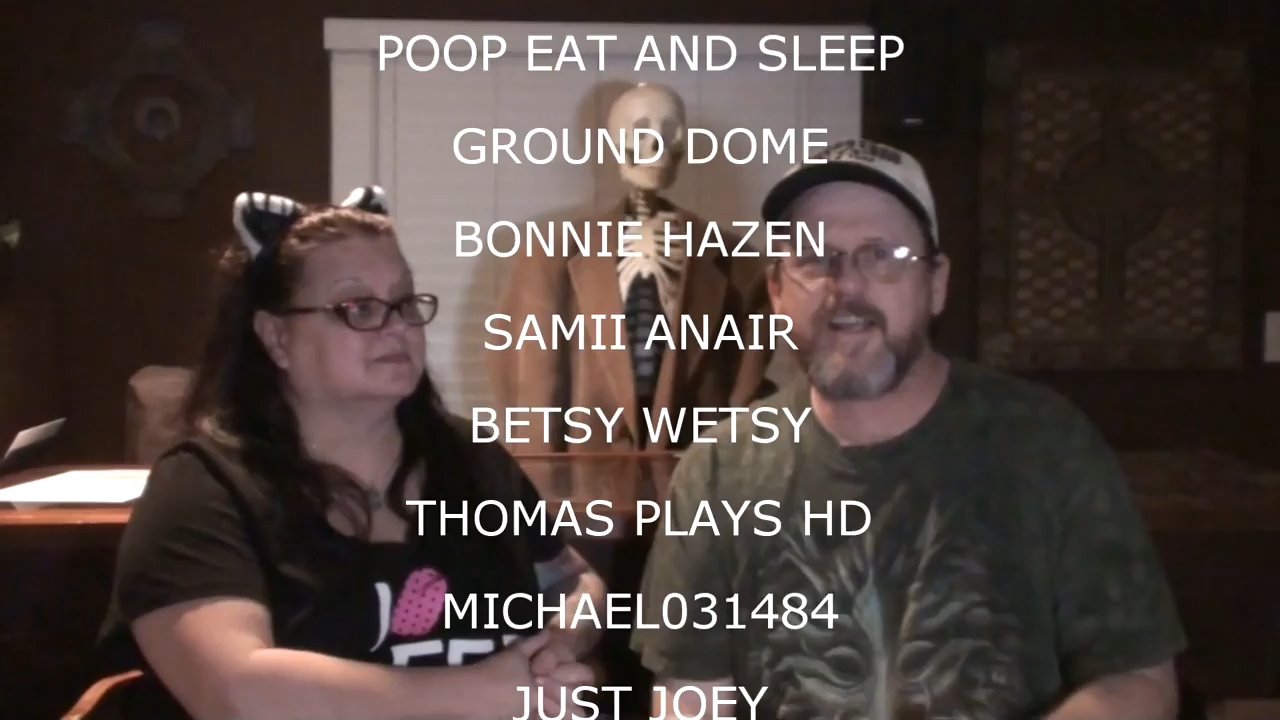 POOP EAT AND SLEEP
GROUND DOME
BONNIE HAZEN
SAMII ANAIR
BETSY WETSY
THOMAS PLAYS HD
MICHAEL031484
JUST JOEY
I